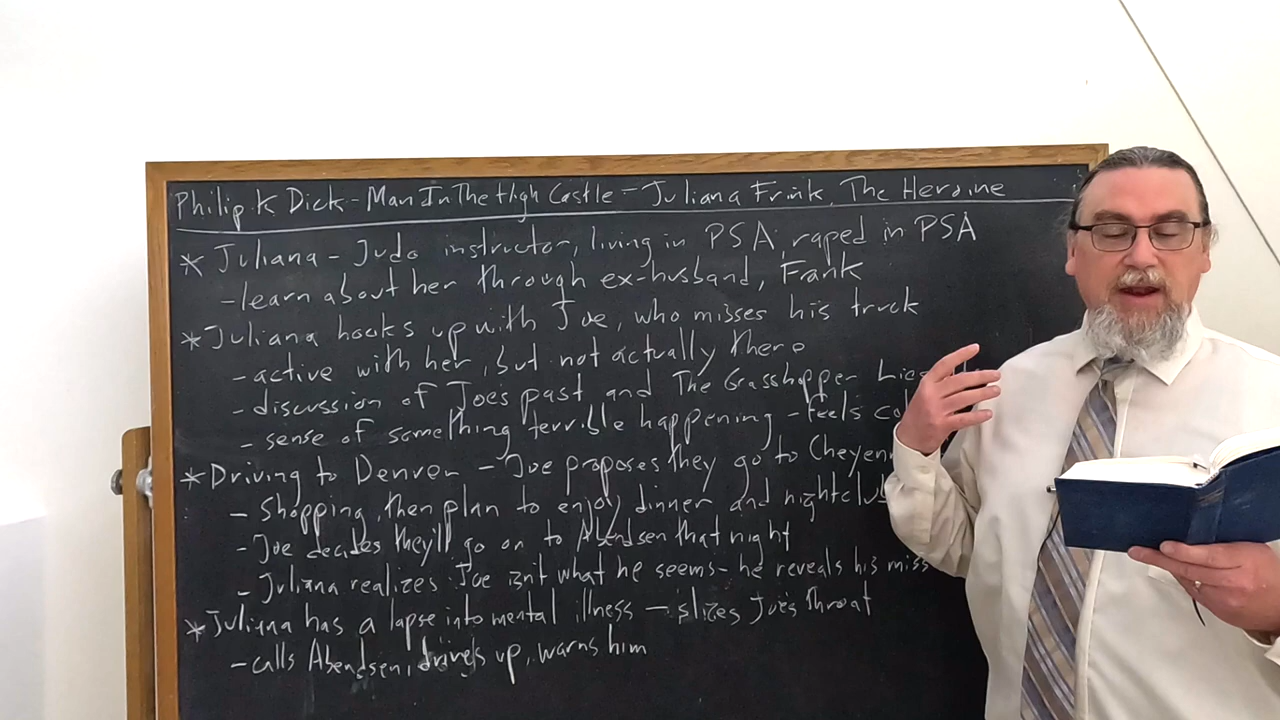 Philip K Dick - Man In The High Castle - Juliana Frink, The Heroine
* Juliana - Judo instructor, living in PSA, raped in PSA
- learn about her through ex-husband, Frank
* Juliana hooks up with Joe, who misses his truck
- active with her, but not actually there
- discussion of Joe's past and The Grasshopper
- sense of something terrible happening - feels
* Driving to Denver - Joe proposes they go to
- Shopping, then plan to enjoy dinner and
- Joe decides they'll go on to Abendsen that night
- Juliana realizes Joe isn't what he seems - he reveals his
* Juliana has a lapse into mental illness - slices Joe's throat
- calls Abendsen, drives up, warns him